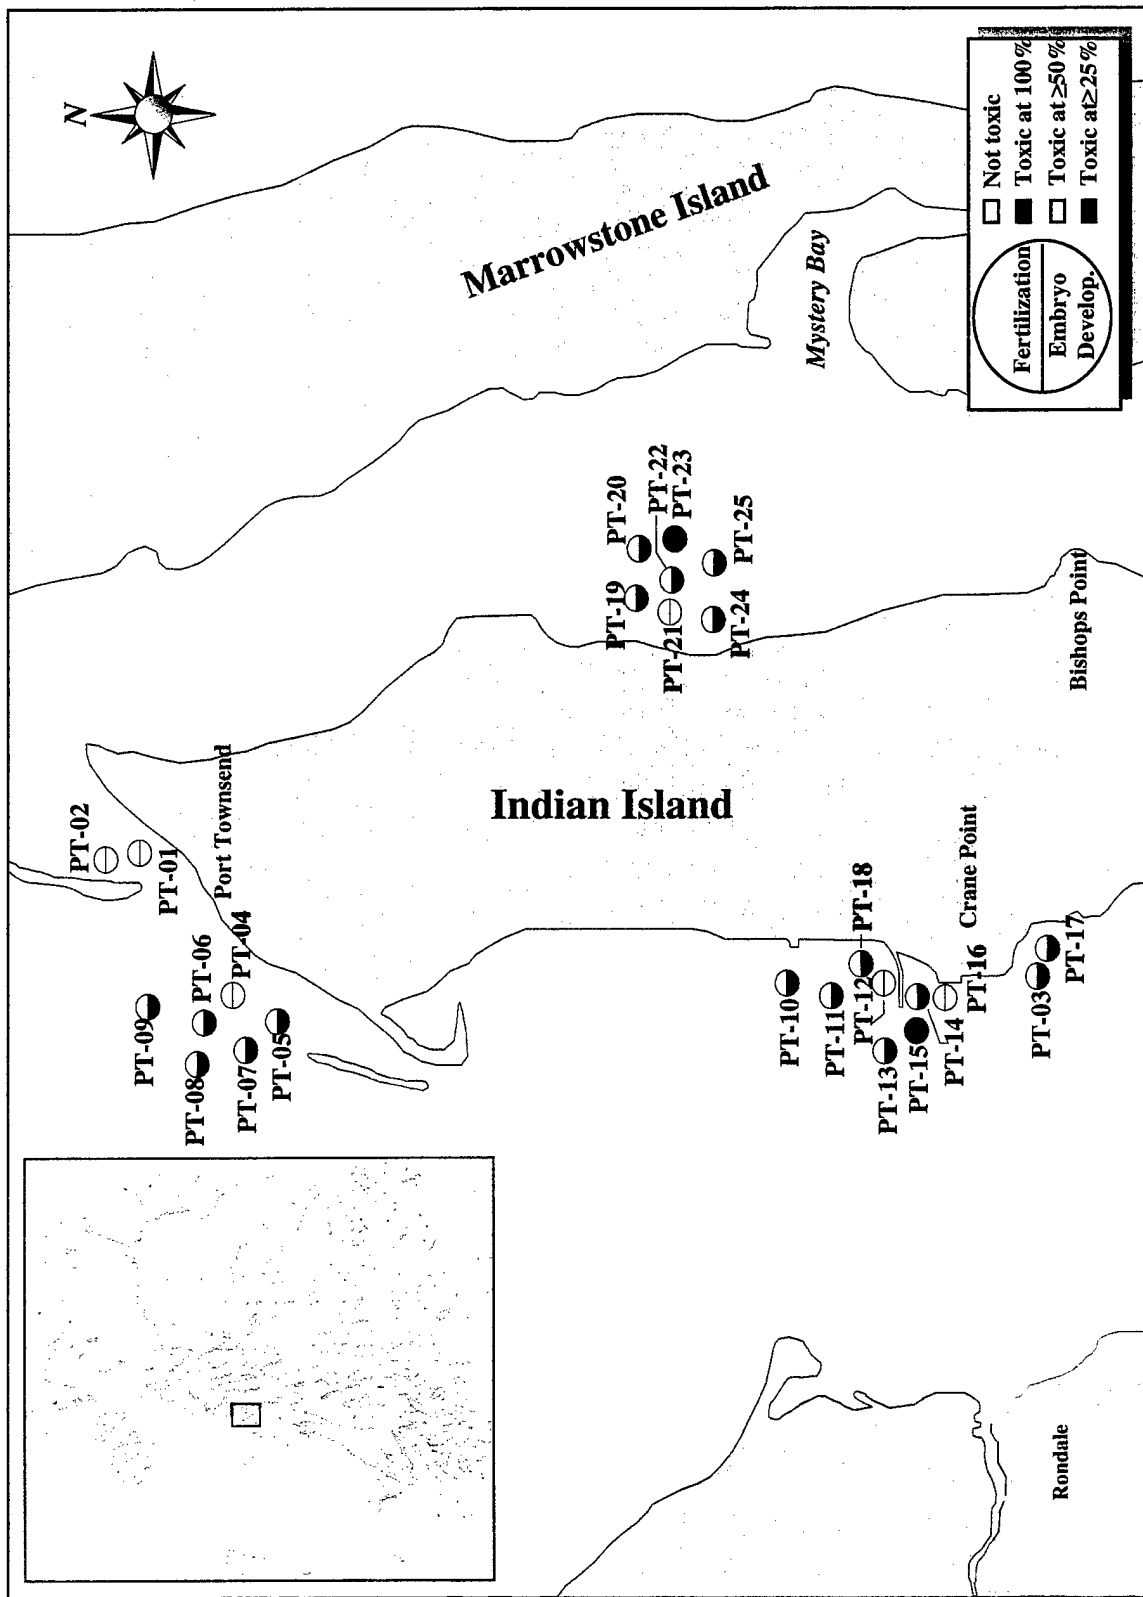 N
Marrowstone Island
Mystery Bay
Indian Island
Port Townsend
Bishops Point
Crane Point
Rondale
PT-02
PT-01
PT-09
PT-06
PT-04
PT-08
PT-07
PT-05
PT-20
PT-22
PT-23
PT-19
PT-21
PT-25
PT-24
PT-18
PT-10
PT-11
PT-12
PT-13
PT-15
PT-14
PT-16
PT-03
PT-17
Fertilization
Embryo
Develop.
Not toxic
Toxic at 100%
Toxic at ≥50%
Toxic at ≥25%